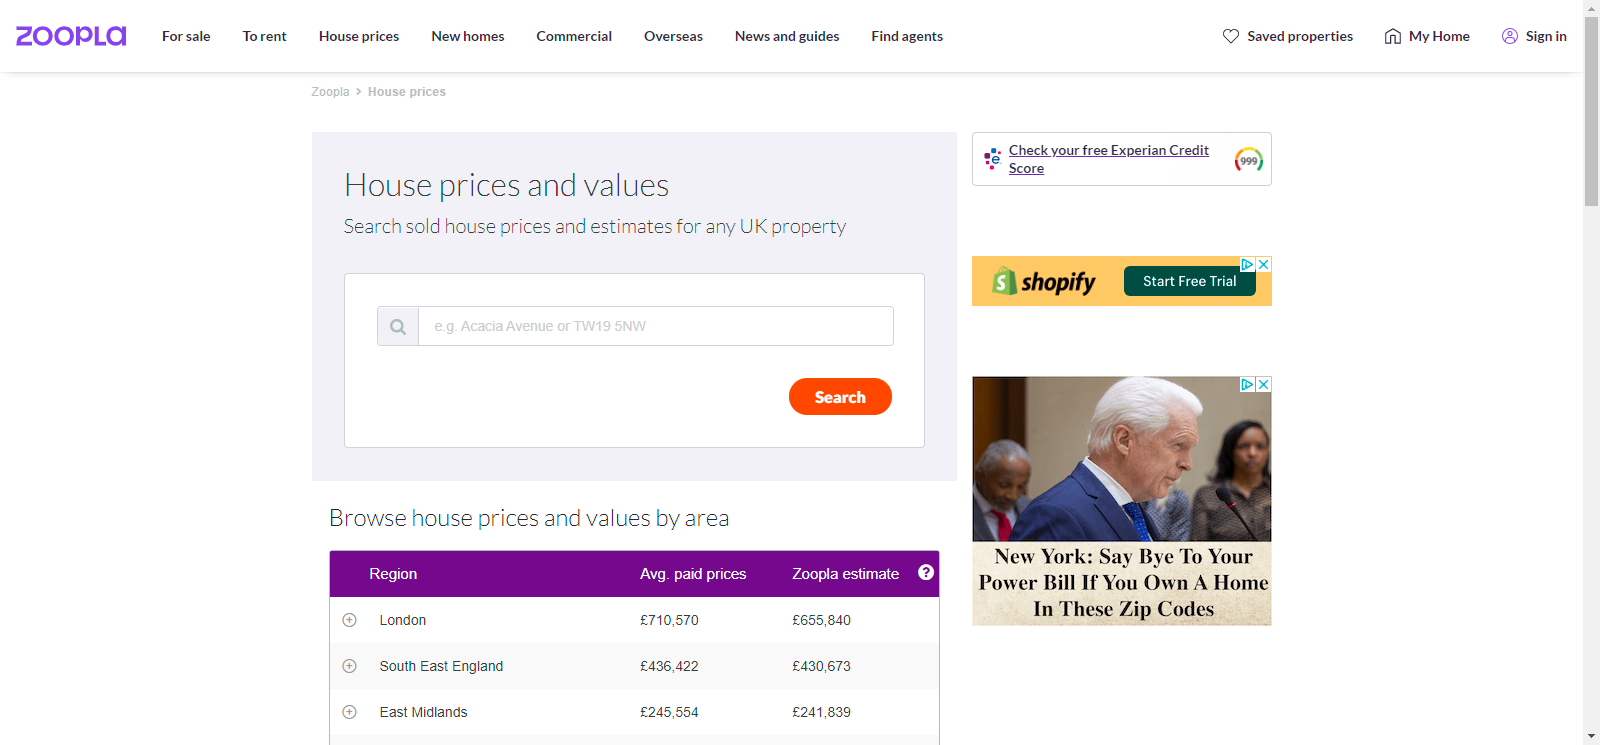 ZOOPLA
For sale
To rent
House prices
New homes
Commercial
Overseas
News and guides
Find agents
Saved properties
My Home
Sign in
Zoopla > House prices
House prices and values
Search sold house prices and estimates for any UK property
e.g. Acacia Avenue or TW19 5NW
Search
Check your free Experian Credit
Score
999
shopify
Start Free Trial
New York: Say Bye To Your
Power Bill If You Own A Home
In These Zip Codes
Browse house prices and values by area
Region Avg. paid prices Zoopla estimate ?
London £710,570 £655,840
South East England £436,422 £430,673
East Midlands £245,554 £241,839